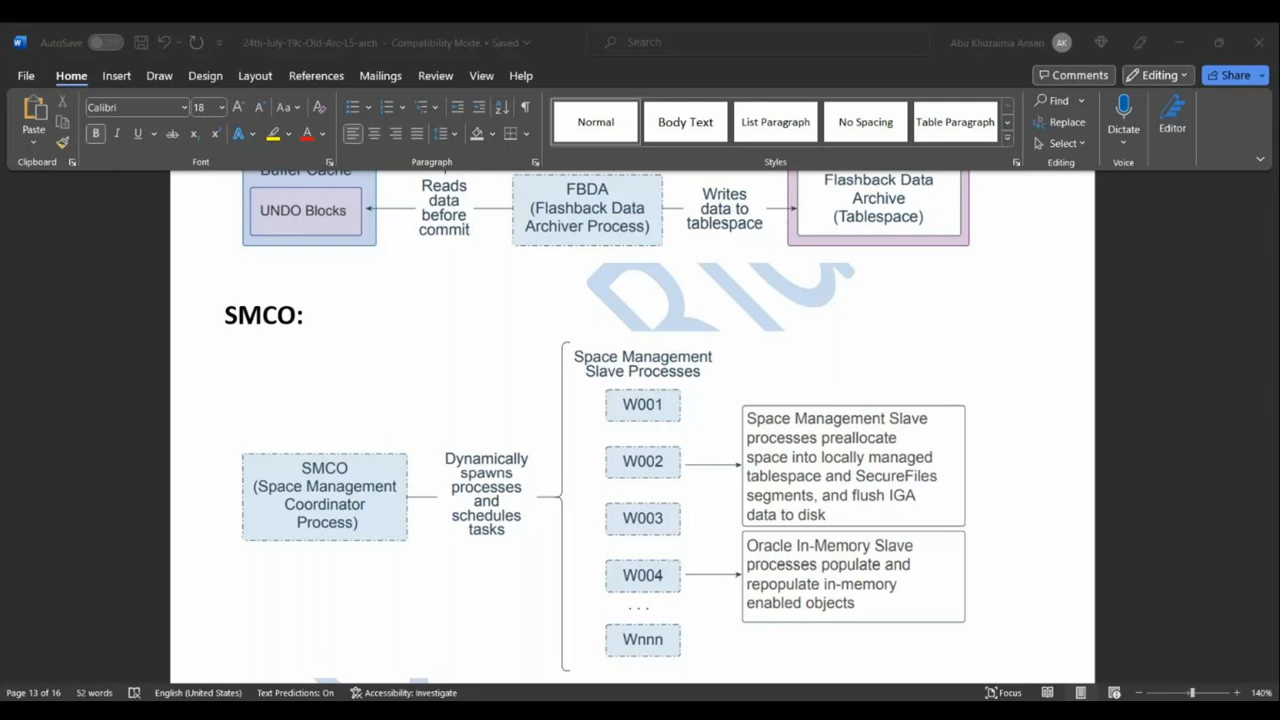 AutoSave
Off
24th-July-19c-Old-Arc-L5-arch - Compatibility Mode • Saved
Search
Abu Khuzaima Ansari
AK
File Home Insert Draw Design Layout References Mailings Review View Help
Comments
Editing
Share
Paste
Clipboard
Calibri
18
Font
Paragraph
Normal
Body Text
List Paragraph
No Spacing
Table Paragraph
Styles
Find
Replace
Select
Editing
Dictate
Voice
Editor
Buffer Cache
UNDO Blocks
Reads
data
before
commit
FBDA
(Flashback Data
Archiver Process)
Writes
data to
tablespace
Flashback Data
Archive
(Tablespace)
SMCO:
SMCO
(Space Management
Coordinator
Process)
Dynamically
spawns
processes
and
schedules
tasks
Space Management
Slave Processes
W001
W002
W003
W004
. . .
Wnnn
Space Management Slave
processes preallocate
space into locally managed
tablespace and SecureFiles
segments, and flush IGA
data to disk
Oracle In-Memory Slave
processes populate and
repopulate in-memory
enabled objects
Page 13 of 16
52 words
English (United States)
Text Predictions: On
Accessibility: Investigate
Focus
140%